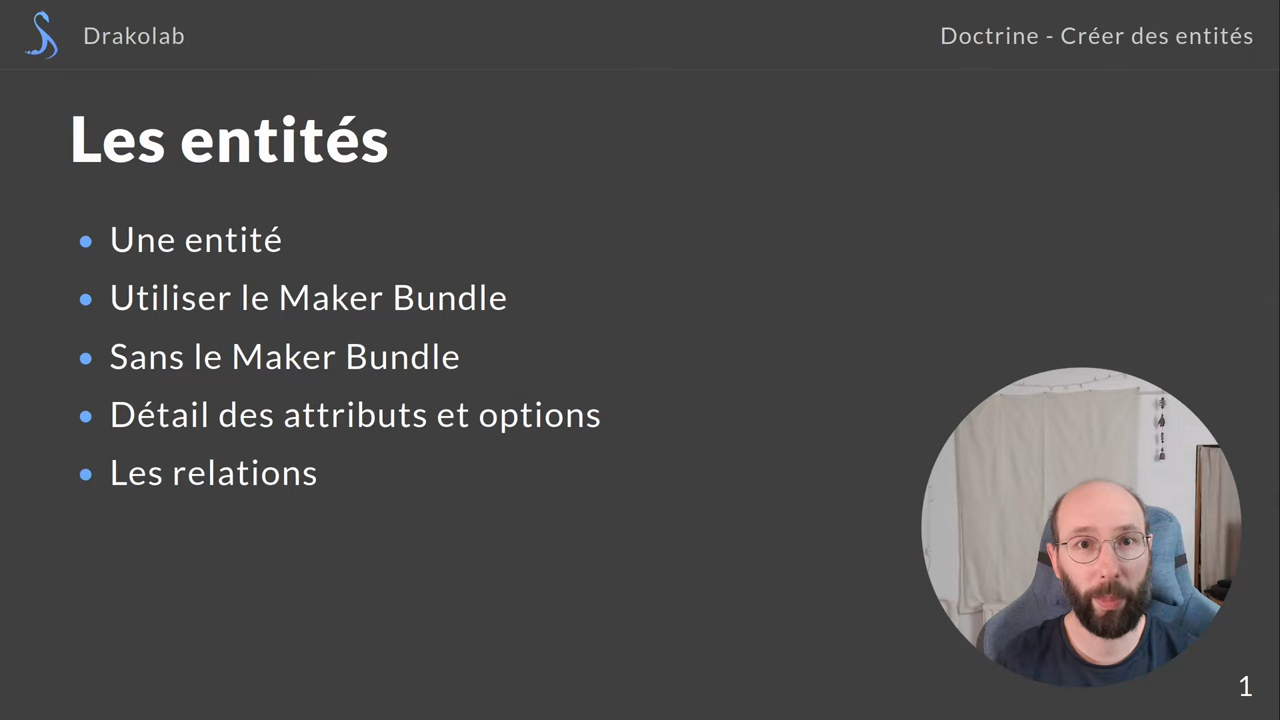 Drakolab
Doctrine - Créer des entités
Les entités
Une entité
Utiliser le Maker Bundle
Sans le Maker Bundle
Détail des attributs et options
Les relations
1